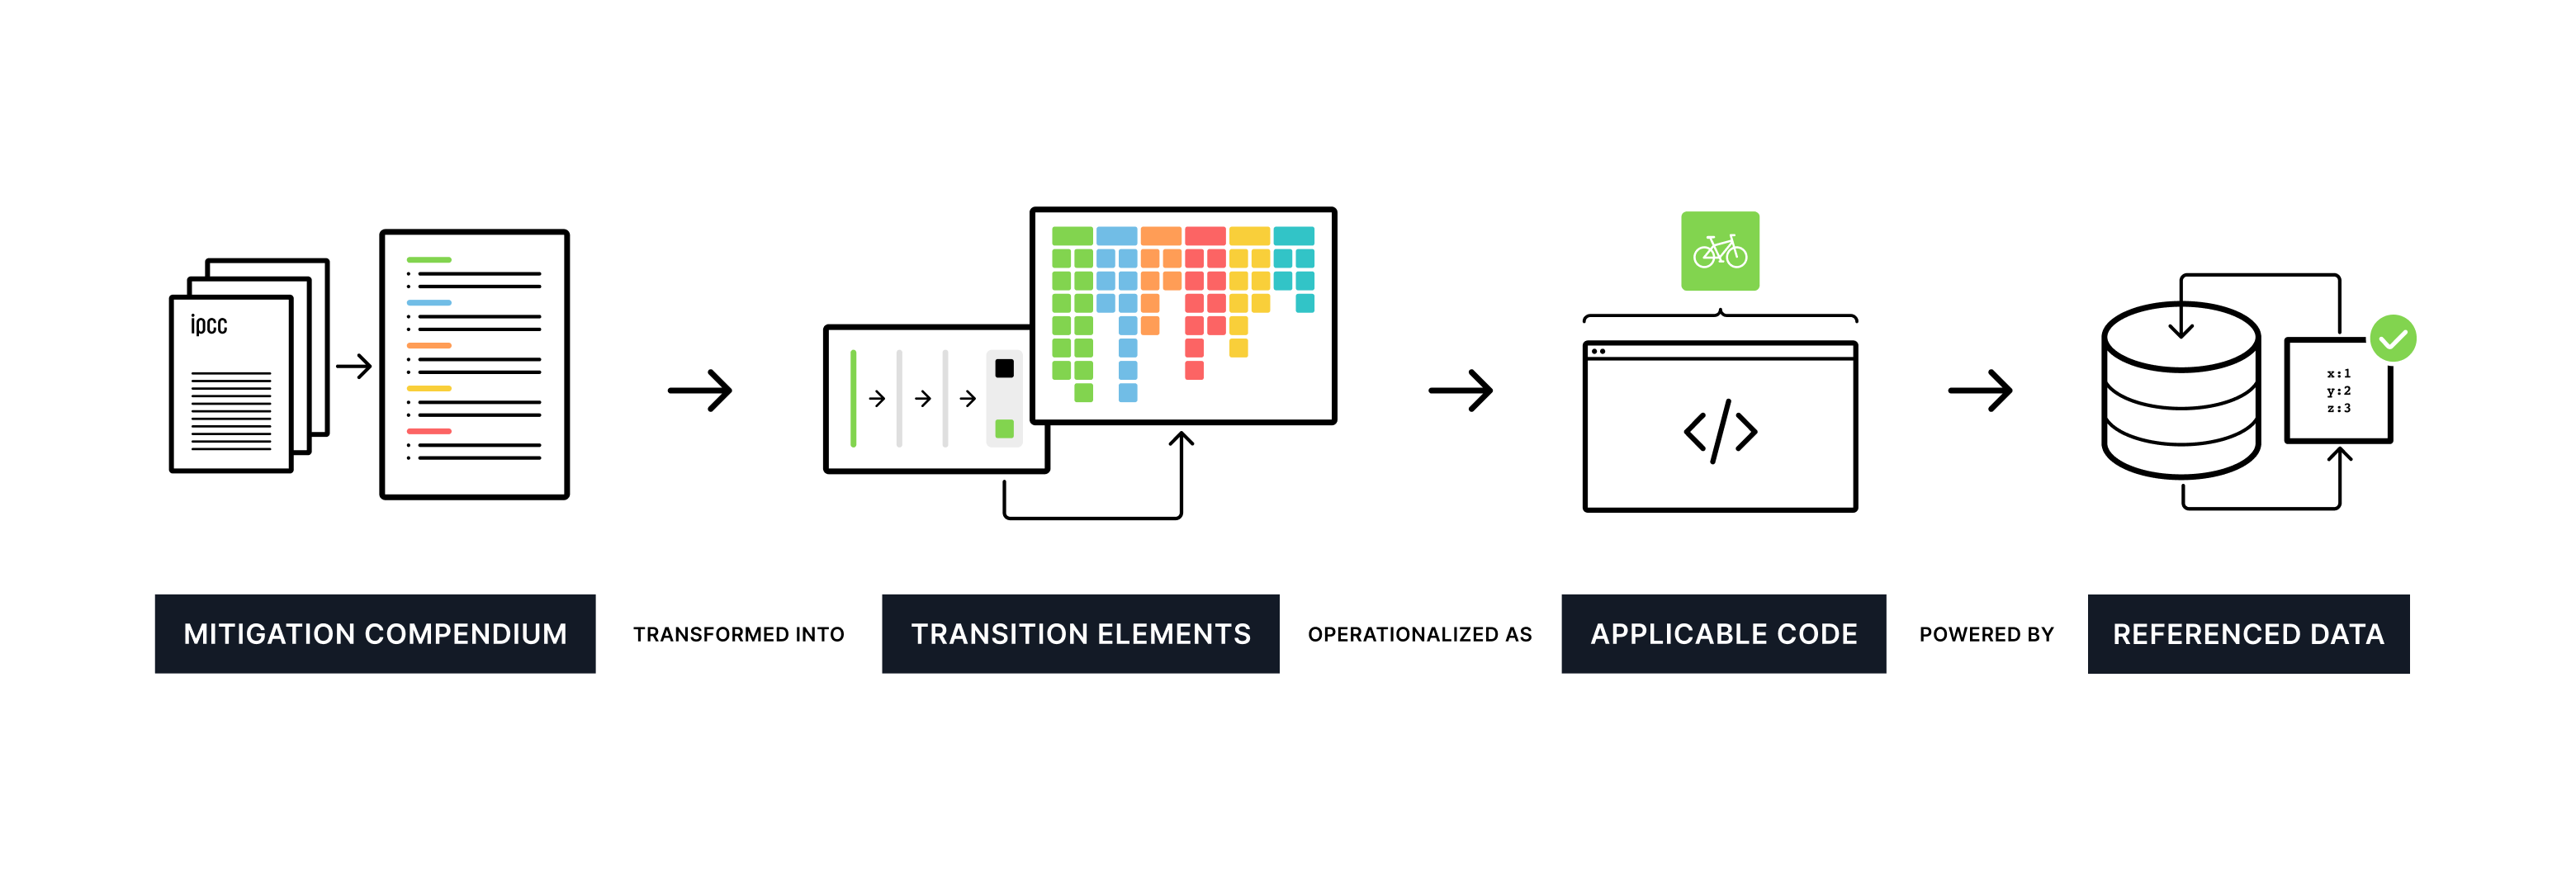 ipcc
x:1
y:2
z:3
</>
MITIGATION COMPENDIUM
TRANSFORMED INTO
TRANSITION ELEMENTS
OPERATIONALIZED AS
APPLICABLE CODE
POWERED BY
REFERENCED DATA